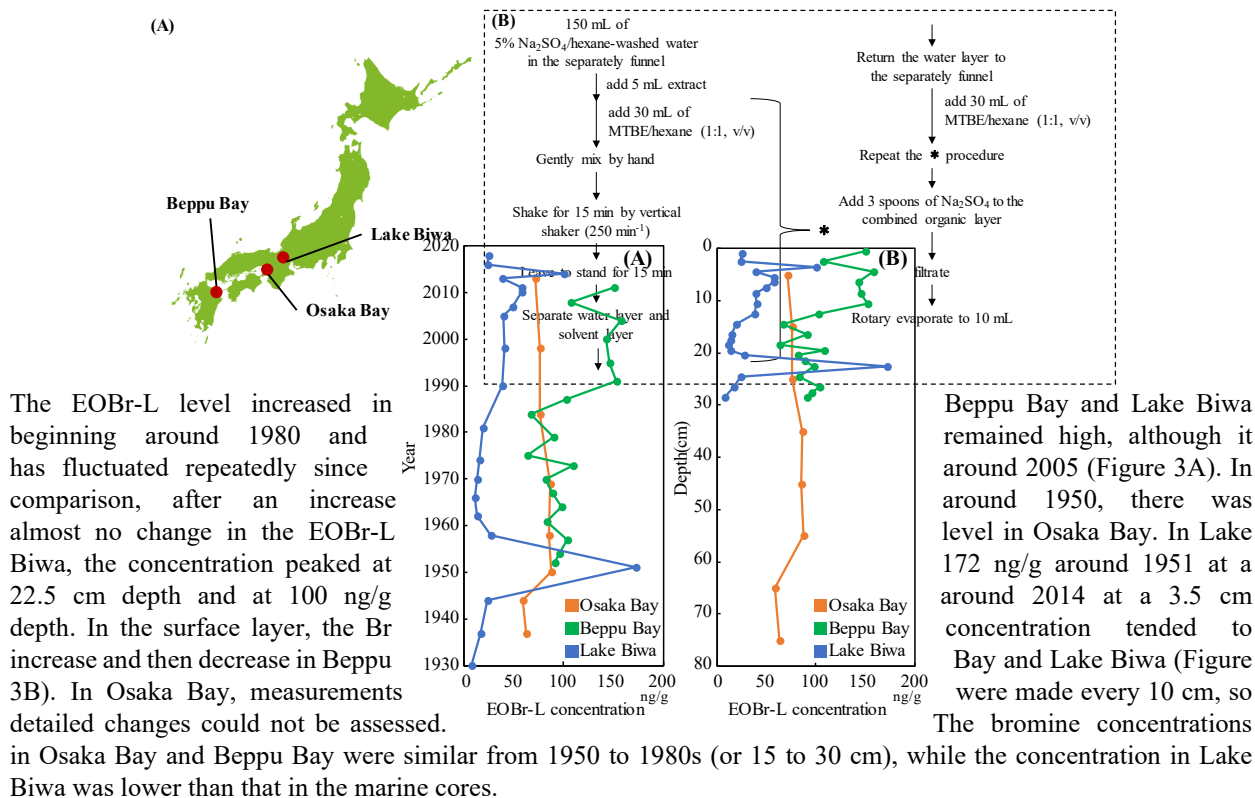 (A)
Beppu Bay
Lake Biwa
Osaka Bay
(B)
150 mL of
5% Na₂SO₄/hexane-washed water
in the separately funnel
add 5 mL extract
add 30 mL of
MTBE/hexane (1:1, v/v)
Gently mix by hand
Shake for 15 min by vertical
shaker (250 min⁻¹)
Leave to stand for 15 min
Separate water layer and
solvent layer
*
Return the water layer to
the separately funnel
add 30 mL of
MTBE/hexane (1:1, v/v)
Repeat the * procedure
Add 3 spoons of Na₂SO₄ to the
combined organic layer
filtrate
Rotary evaporate to 10 mL
(A)
Year
2020
2010
2000
1990
1980
1970
1960
1950
1940
1930
Osaka Bay
Beppu Bay
Lake Biwa
0 50 100 150 200
ng/g
EOBr-L concentration
(B)
Depth(cm)
0
10
20
30
40
50
60
70
80
Osaka Bay
Beppu Bay
Lake Biwa
0 50 100 150 200
ng/g
EOBr-L concentration
The EOBr-L level increased in Beppu Bay and Lake Biwa
beginning around 1980 and remained high, although it
has fluctuated repeatedly since around 2005 (Figure 3A). In
comparison, after an increase around 1950, there was
almost no change in the EOBr-L level in Osaka Bay. In Lake
Biwa, the concentration peaked at 172 ng/g around 1951 at a
22.5 cm depth and at 100 ng/g around 2014 at a 3.5 cm
depth. In the surface layer, the Br concentration tended to
increase and then decrease in Beppu Bay and Lake Biwa (Figure
3B). In Osaka Bay, measurements were made every 10 cm, so
detailed changes could not be assessed. The bromine concentrations
in Osaka Bay and Beppu Bay were similar from 1950 to 1980s (or 15 to 30 cm), while the concentration in Lake
Biwa was lower than that in the marine cores.